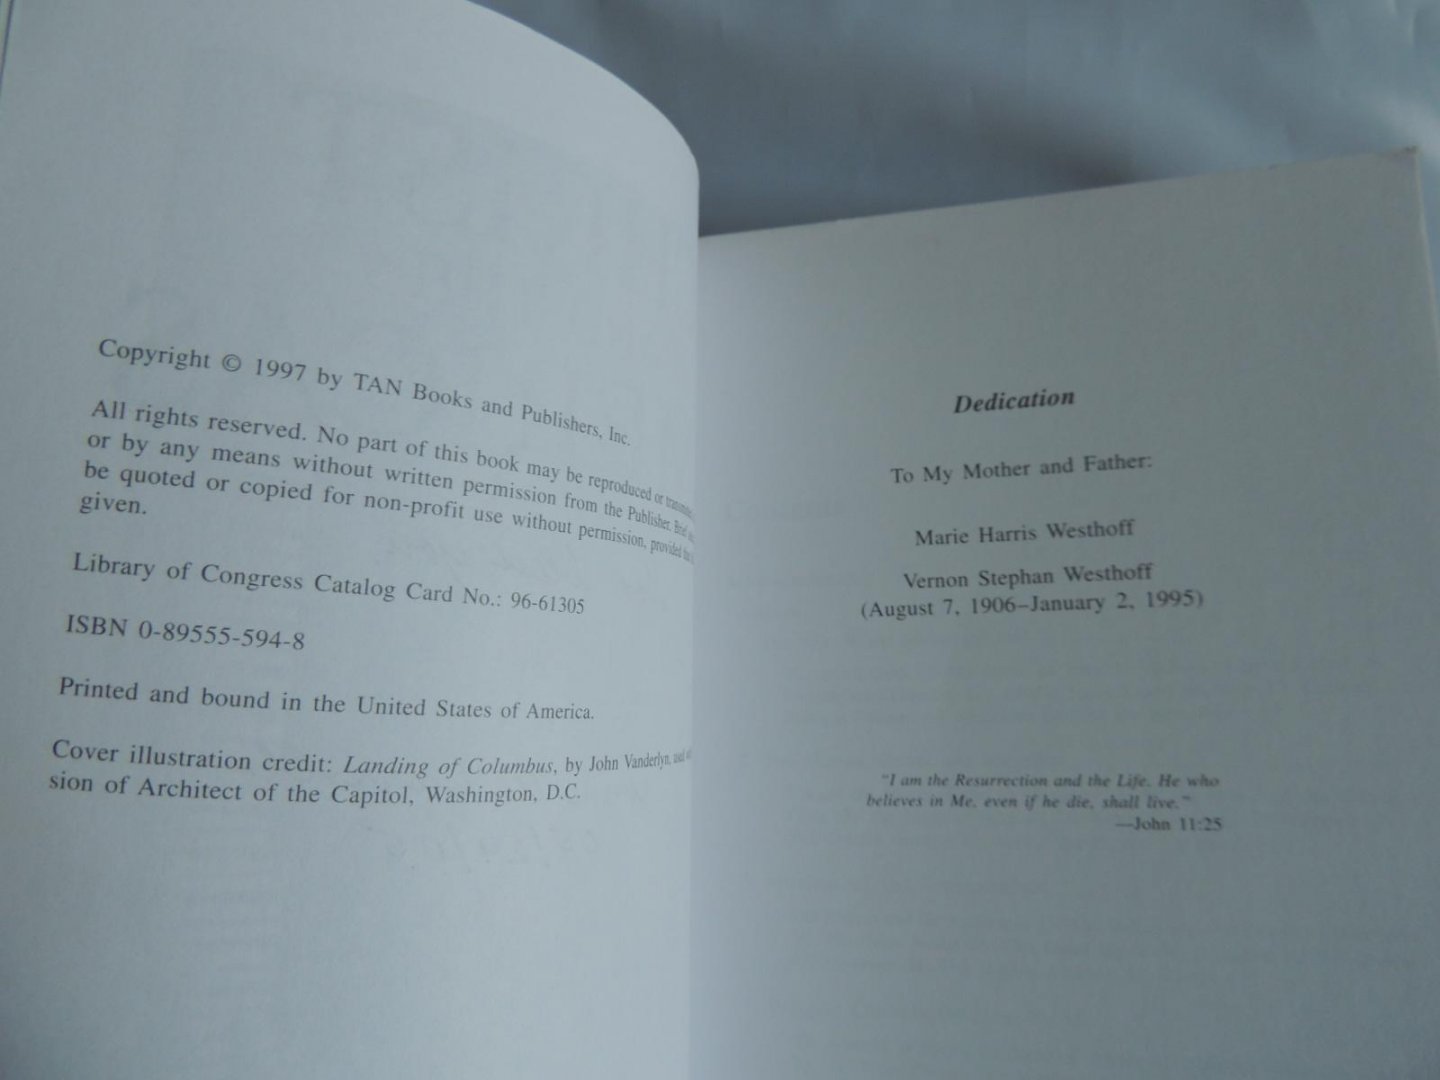 Copyright © 1997 by TAN Books and Publishers, Inc.
All rights reserved. No part of this book may be reproduced or
or by any means without written permission from the Publisher. Brief
be quoted or copied for non-profit use without permission, provided
given.
Library of Congress Catalog Card No.: 96-61305
ISBN 0-89555-594-8
Printed and bound in the United States of America.
Cover illustration credit: Landing of Columbus, by John Vanderlyn, used
sion of Architect of the Capitol, Washington, D.C.
Dedication
To My Mother and Father:
Marie Harris Westhoff
Vernon Stephan Westhoff
(August 7, 1906–January 2, 1995)
"I am the Resurrection and the Life. He who
believes in Me, even if he die, shall live."
—John 11:25